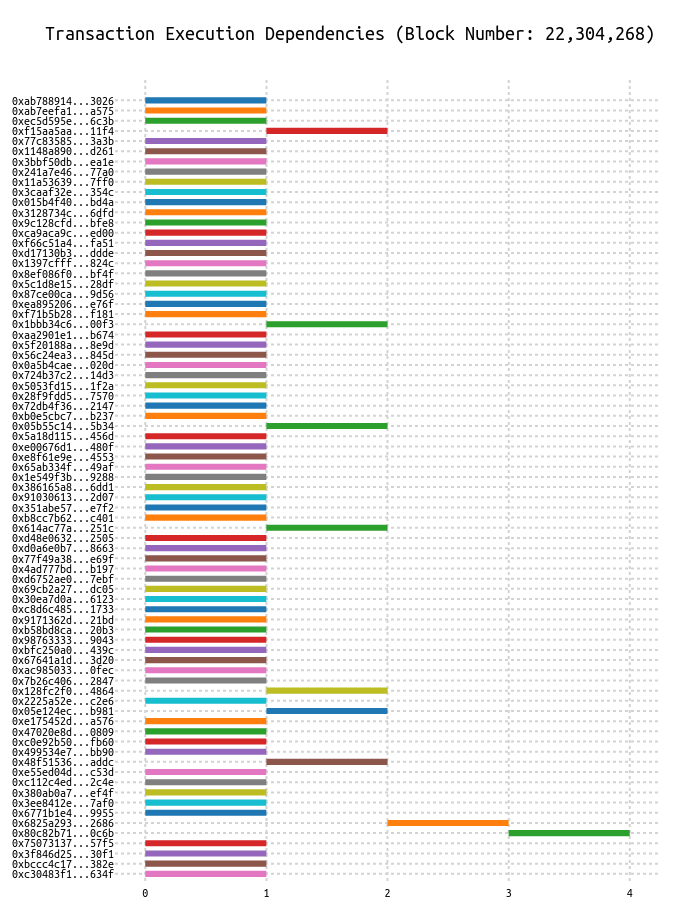 Transaction Execution Dependencies (Block Number: 22,304,268)
0xab788914...3026
0xab7eefa1...a575
0xec5d595e...6c3b
0xf15aa5aa...11f4
0x77c83585...3a3b
0x1148a890...d261
0x3bbf50db...ea1e
0x241a7e46...77a0
0x11a53639...7ff0
0x3caaf32e...354c
0x015b4f40...bd4a
0x3128734c...6dfd
0x9c128cfd...bfe8
0xca9aca9c...ed00
0xf66c51a4...fa51
0xd17130b3...ddde
0x1397cfff...824c
0x8ef086f0...bf4f
0x5c1d8e15...28df
0x87ce00ca...9d56
0xea895206...e76f
0xf71b5b28...f181
0x1bbb34c6...00f3
0xaa2901e1...b674
0x5f20188a...8e9d
0x56c24ea3...845d
0x0a5b4cae...020d
0x724b37c2...14d3
0x5053fd15...1f2a
0x28f9fdd5...7570
0x72db4f36...2147
0xb0e5cbc7...b237
0x05b55c14...5b34
0x5a18d115...456d
0xe00676d1...480f
0xe8f61e9e...4553
0x65ab334f...49af
0x1e549f3b...9288
0x386165a8...6dd1
0x91030613...2d07
0x351abe57...e7f2
0xb8cc7b62...c401
0x614ac77a...251c
0xd48e0632...2505
0xd0a6e0b7...8663
0x77f49a38...e69f
0x4ad777bd...b197
0xd6752ae0...7ebf
0x69cb2a27...dc05
0x30ea7d0a...6123
0xc8d6c485...1733
0x9171362d...21bd
0xb58bd8ca...20b3
0x98763333...9043
0xbfc250a0...439c
0x67641a1d...3d20
0xac985033...0fec
0x7b26c406...2847
0x128fc2f0...4864
0x2225a52e...c2e6
0x05e124ec...b981
0xe175452d...a576
0x47020e8d...0809
0xc0e92b50...fb60
0x499534e7...bb90
0x48f51536...addc
0xe55ed04d...c53d
0xc112c4ed...2c4e
0x380ab0a7...ef4f
0x3ee8412e...7af0
0x6771b1e4...9955
0x6825a293...2686
0x80c82b71...0c6b
0x75073137...57f5
0x3f846d25...30f1
0xbccc4c17...382e
0xc30483f1...634f
0 1 2 3 4